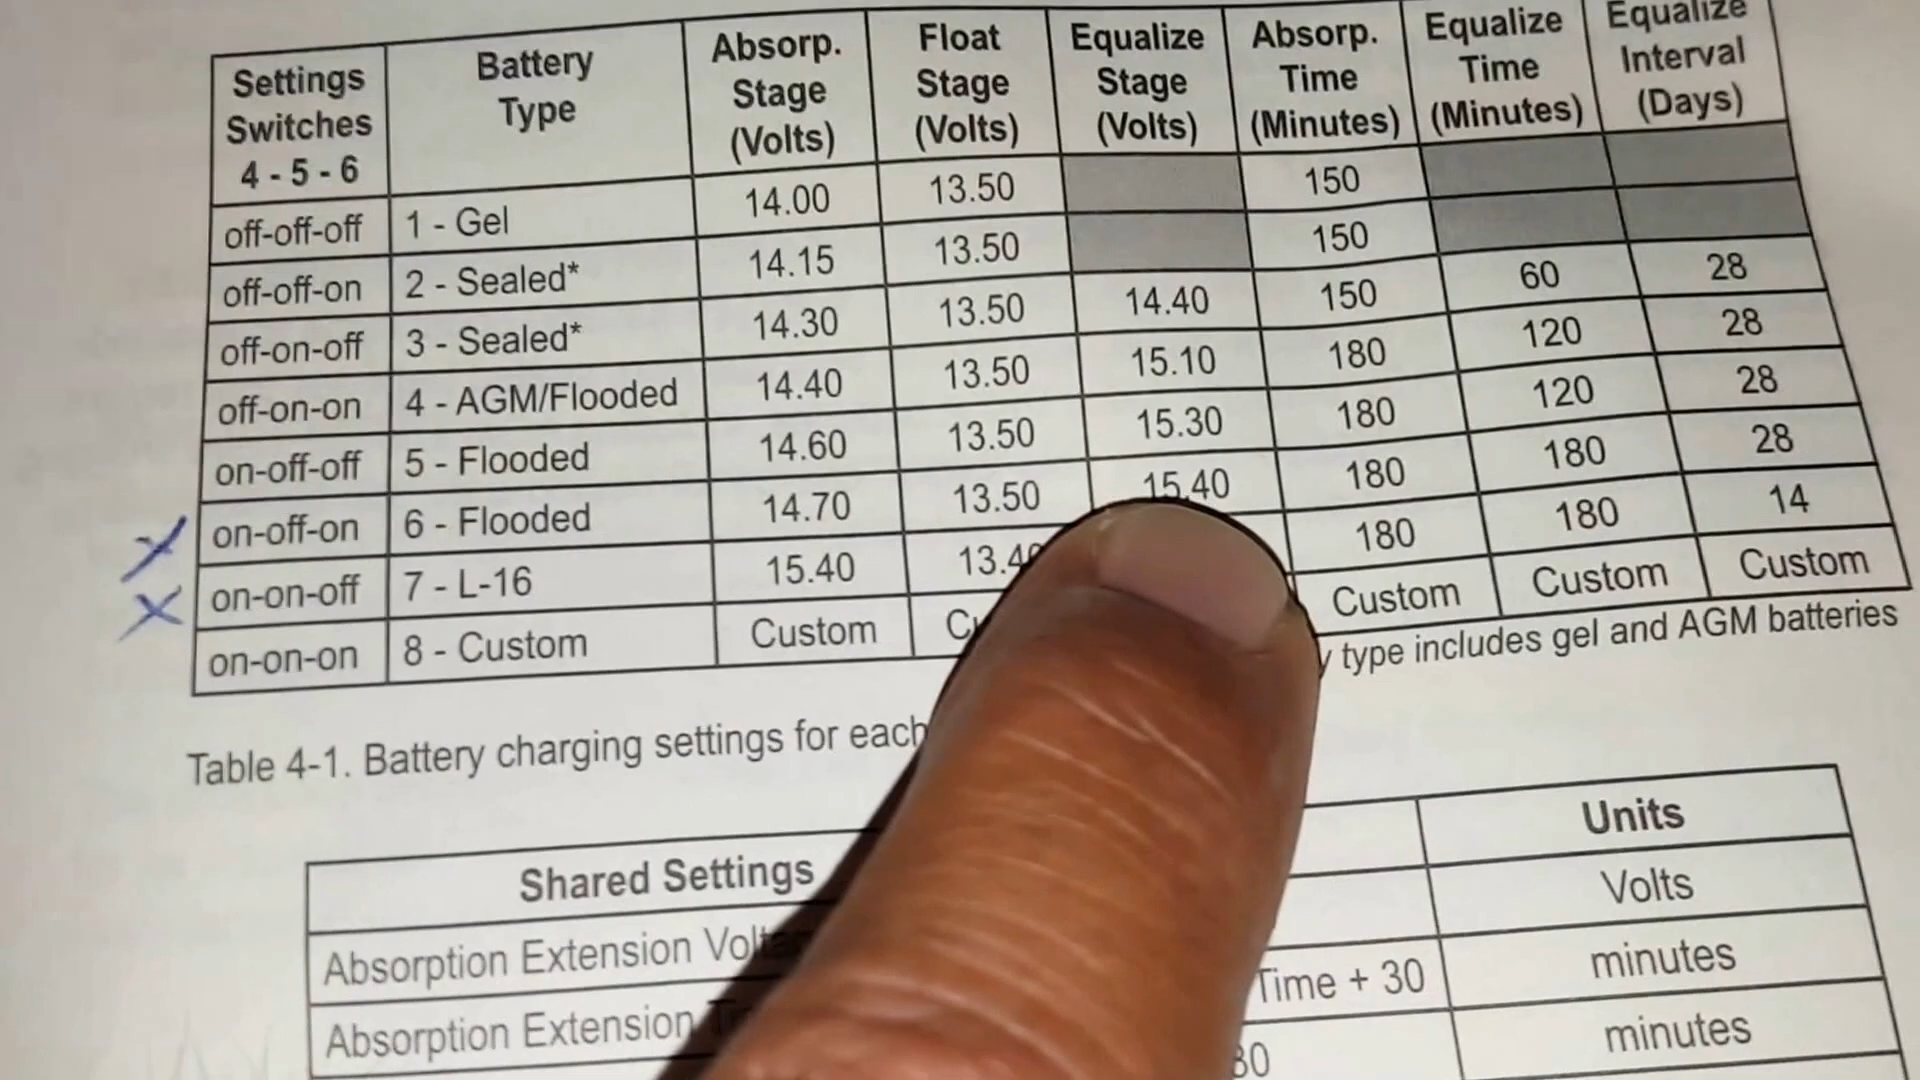 Settings Switches 4 - 5 - 6 Battery Type Absorp. Stage (Volts) Float Stage (Volts) Equalize Stage (Volts) Absorp. Time (Minutes) Equalize Time (Minutes) Equalize Interval (Days)
off-off-off 1 - Gel 14.00 13.50 150
off-off-on 2 - Sealed* 14.15 13.50 150
off-on-off 3 - Sealed* 14.30 13.50 14.40 150 60 28
off-on-on 4 - AGM/Flooded 14.40 13.50 15.10 180 120 28
on-off-off 5 - Flooded 14.60 13.50 15.30 180 120 28
on-off-on 6 - Flooded 14.70 13.50 15.40 180 180 28
on-on-off 7 - L-16 15.40 13.40 180 180 14
on-on-on 8 - Custom Custom Custom Custom Custom
type includes gel and AGM batteries
Table 4-1. Battery charging settings for each
Shared Settings Units
Absorption Extension Volts
Absorption Extension Time + 30 minutes
minutes